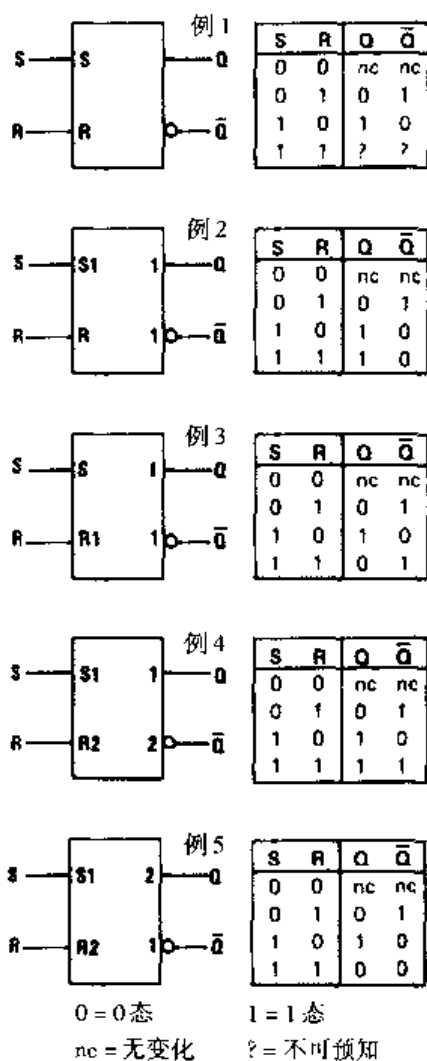 例1
S S Q
R R Q̄
S R Q Q̄
0 0 nc nc
0 1 0 1
1 0 1 0
1 1 ? ?
例2
S S1 1 Q
R R 1 Q̄
S R Q Q̄
0 0 nc nc
0 1 0 1
1 0 1 0
1 1 1 0
例3
S S 1 Q
R R1 1 Q̄
S R Q Q̄
0 0 nc nc
0 1 0 1
1 0 1 0
1 1 0 1
例4
S S1 1 Q
R R2 2 Q̄
S R Q Q̄
0 0 nc nc
0 1 0 1
1 0 1 0
1 1 1 1
例5
S S1 2 Q
R R2 1 Q̄
S R Q Q̄
0 0 nc nc
0 1 0 1
1 0 1 0
1 1 0 0
0 = 0态 1 = 1态
nc = 无变化 ? = 不可预知